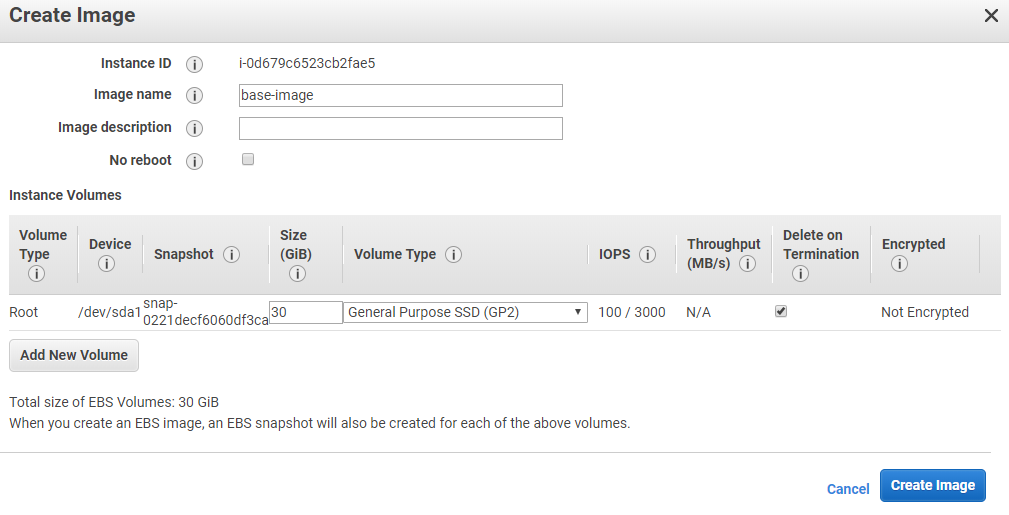 Create Image
Instance ID i-0d679c6523cb2fae5
Image name base-image
Image description
No reboot
Instance Volumes
Volume Type Device Snapshot Size (GiB) Volume Type IOPS Throughput (MB/s) Delete on Termination Encrypted
Root /dev/sda1 snap-0221decf6060df3ca 30 General Purpose SSD (GP2) 100 / 3000 N/A Not Encrypted
Add New Volume
Total size of EBS Volumes: 30 GiB
When you create an EBS image, an EBS snapshot will also be created for each of the above volumes.
Cancel Create Image